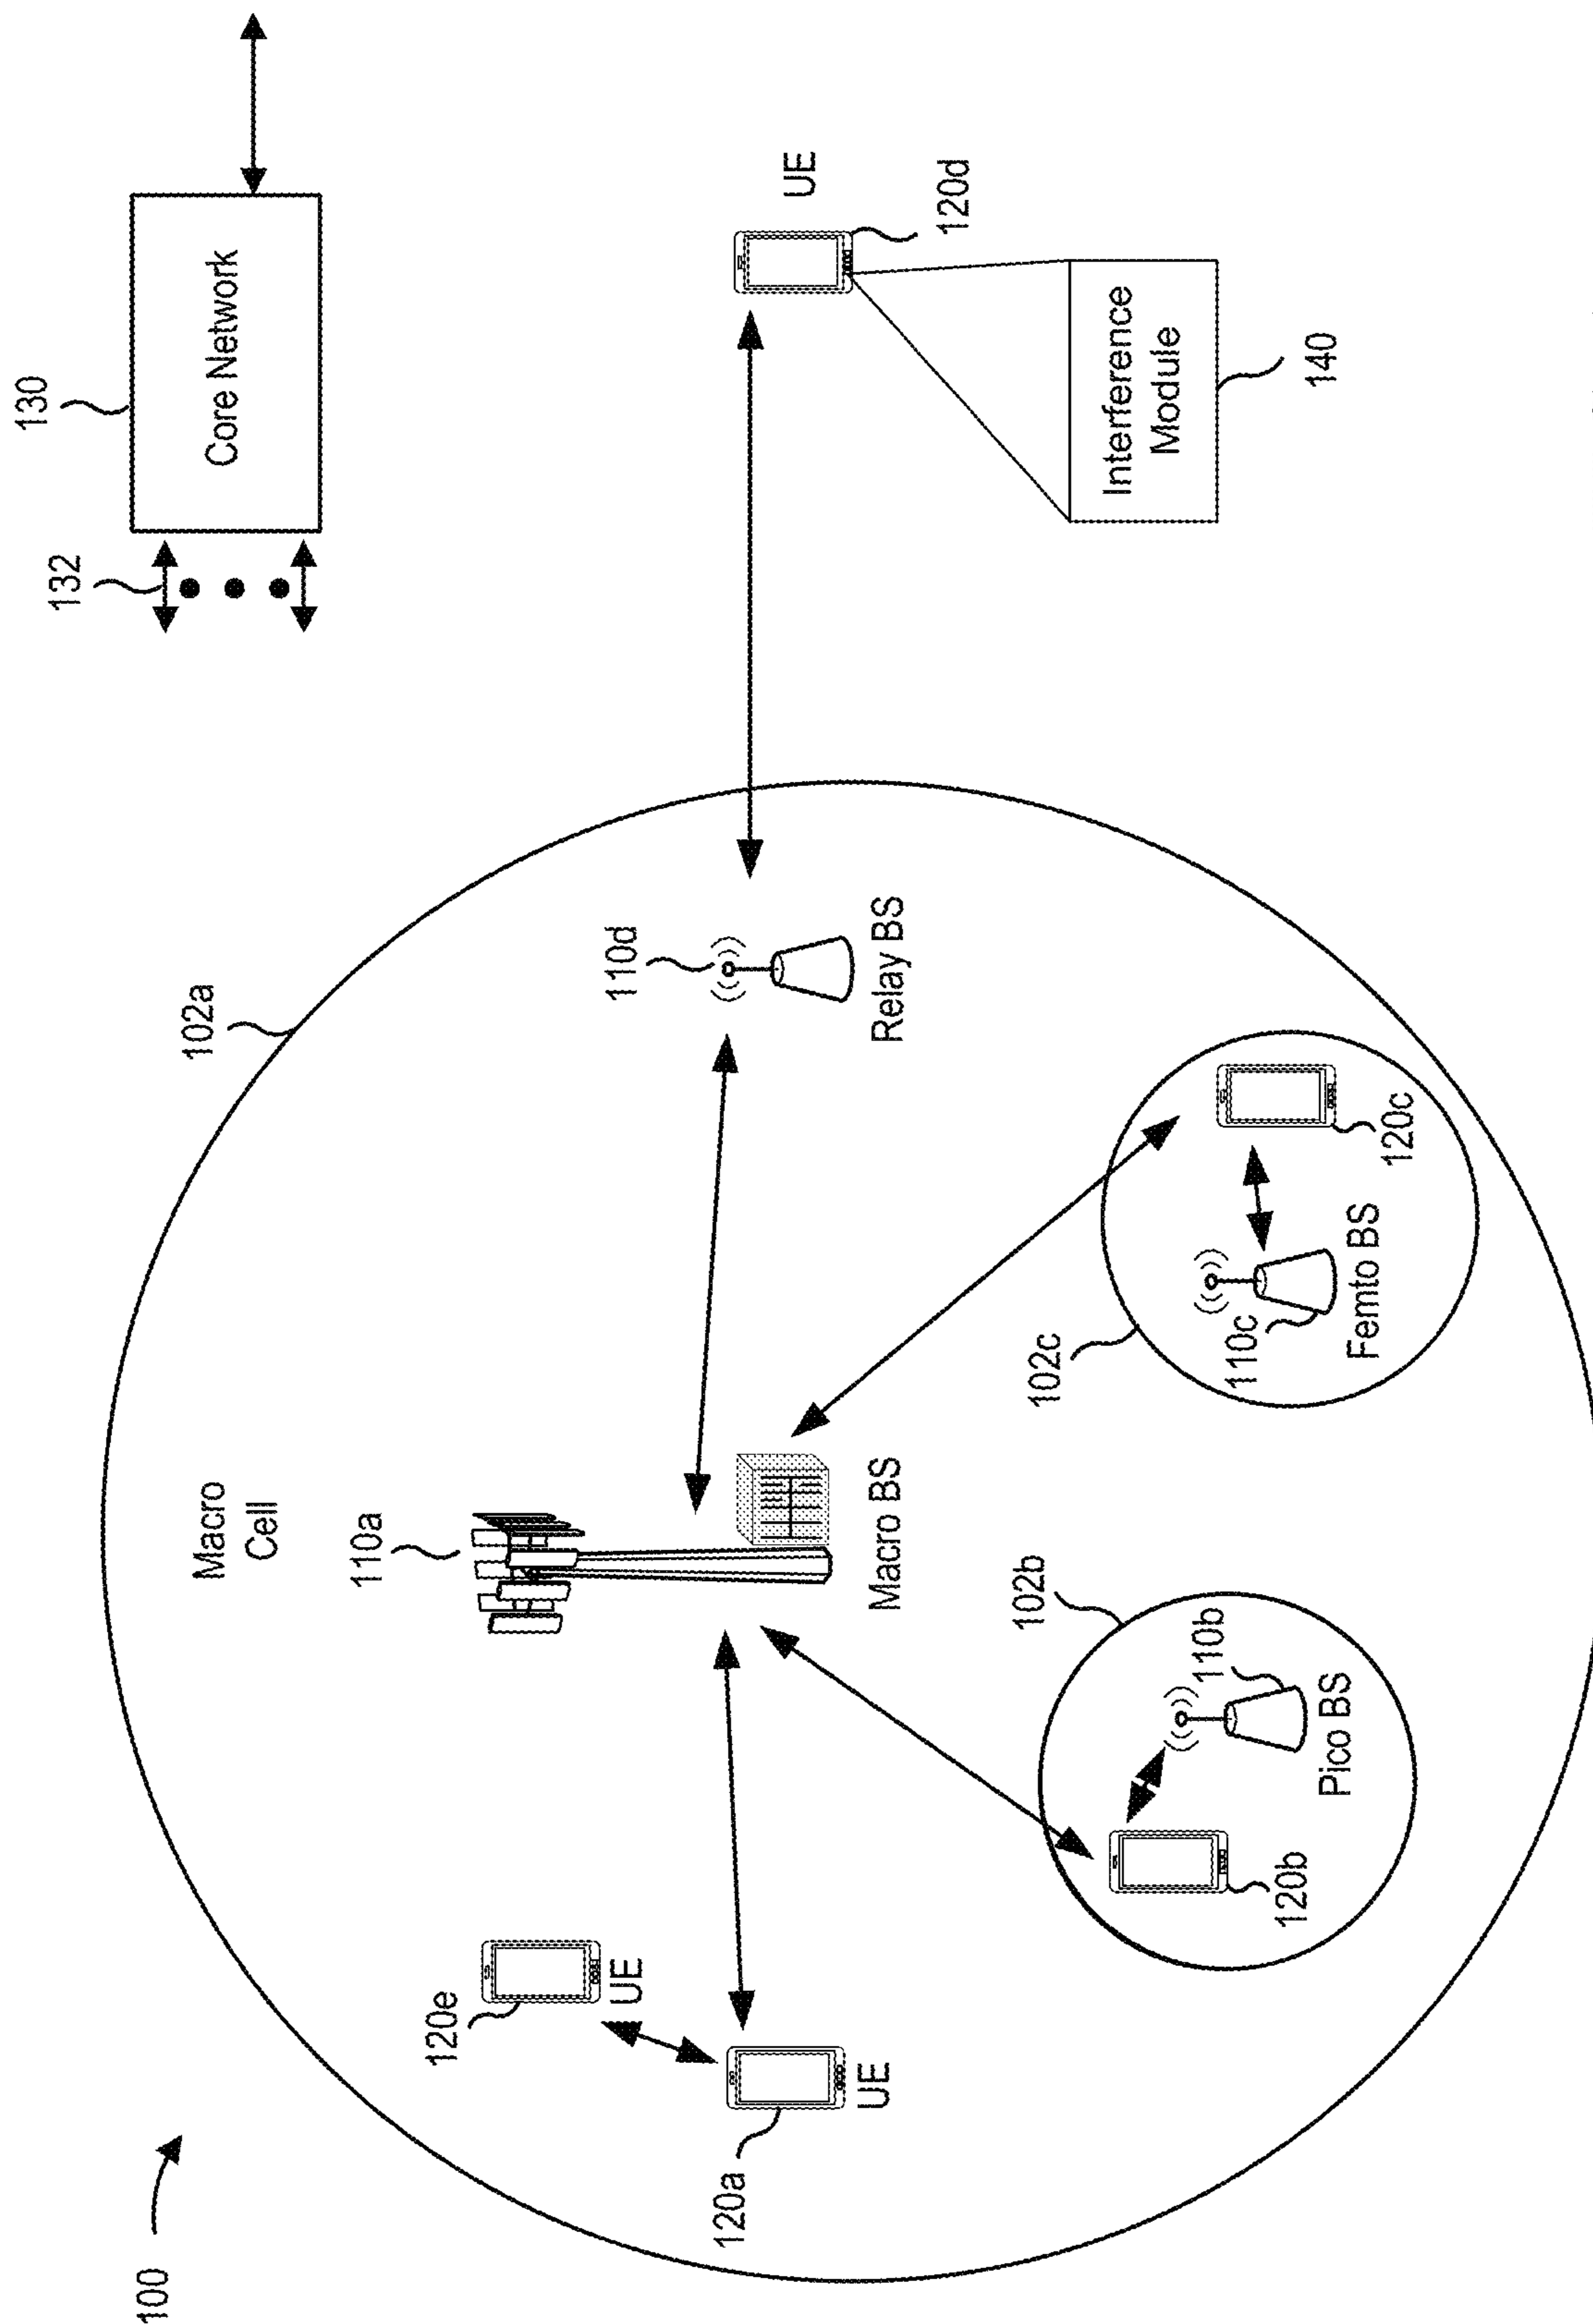 100
130
132
Core Network
102a
Macro
Cell
110a
Macro BS
110d
Relay BS
UE
120d
Interference
Module
140
120e
UE
120a
UE
102b
110b
Pico BS
120b
102c
110c
Femto BS
120c